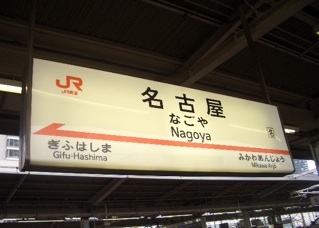 JR
JR東海
名古屋
なごや
Nagoya
ぎふはしま
Gifu-Hashima
みかわあんじょう
Mikawa-Anjō